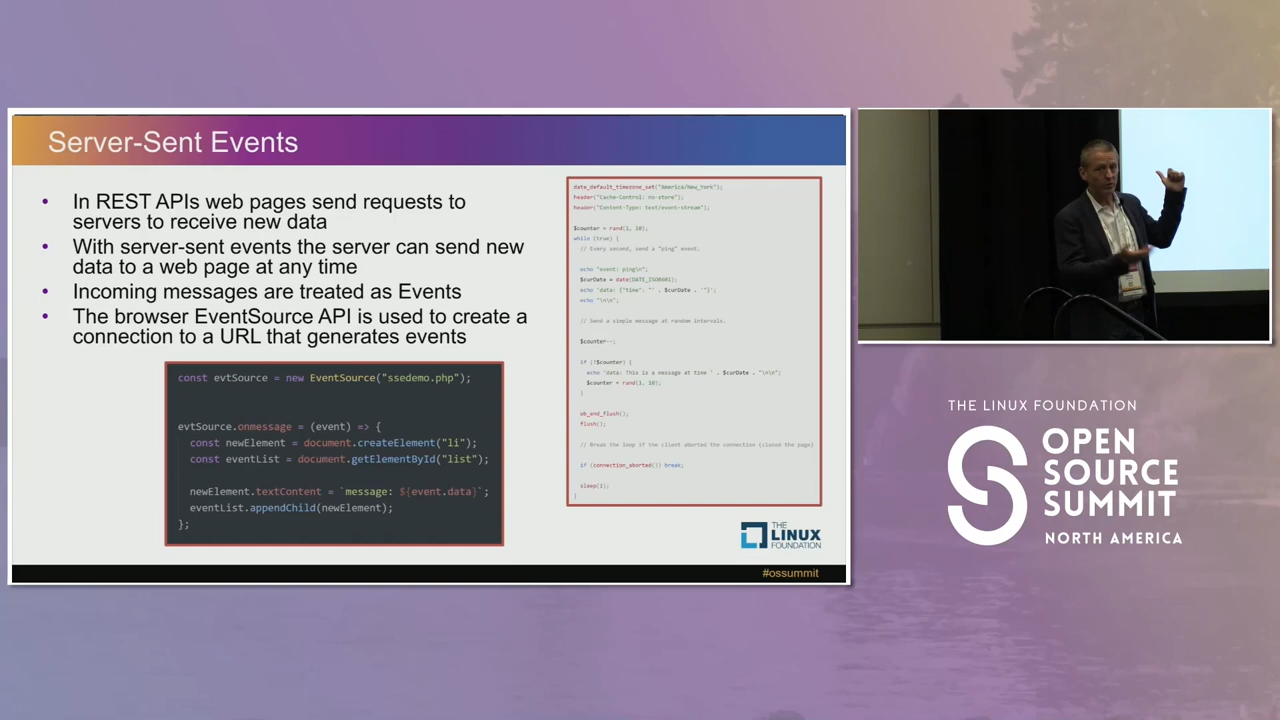 Server-Sent Events
• In REST APIs web pages send requests to
servers to receive new data
• With server-sent events the server can send new
data to a web page at any time
• Incoming messages are treated as Events
• The browser EventSource API is used to create a
connection to a URL that generates events
const evtSource = new EventSource("ssedemo.php");
evtSource.onmessage = (event) => {
const newElement = document.createElement("li");
const eventList = document.getElementById("list");
newElement.textContent = `message: ${event.data}`;
eventList.appendChild(newElement);
};
date_default_timezone_set("America/New_York");
header("Cache-Control: no-store");
header("Content-Type: text/event-stream");
$counter = rand(1, 10);
while (true) {
// Every second, send a "ping" event.
echo "event: ping\n";
$curDate = date(DATE_ISO8601);
echo 'data: {"time": "' . $curDate . '"}';
echo "\n\n";
// Send a simple message at random intervals.
$counter--;
if (!$counter) {
echo 'data: This is a message at time ' . $curDate . "\n\n";
$counter = rand(1, 10);
}
ob_end_flush();
flush();
// Break the loop if the client aborted the connection (closed the page)
if (connection_aborted()) break;
sleep(1);
}
THE
LINUX
FOUNDATION
#ossummit
THE LINUX FOUNDATION
OPEN
SOURCE
SUMMIT
NORTH AMERICA